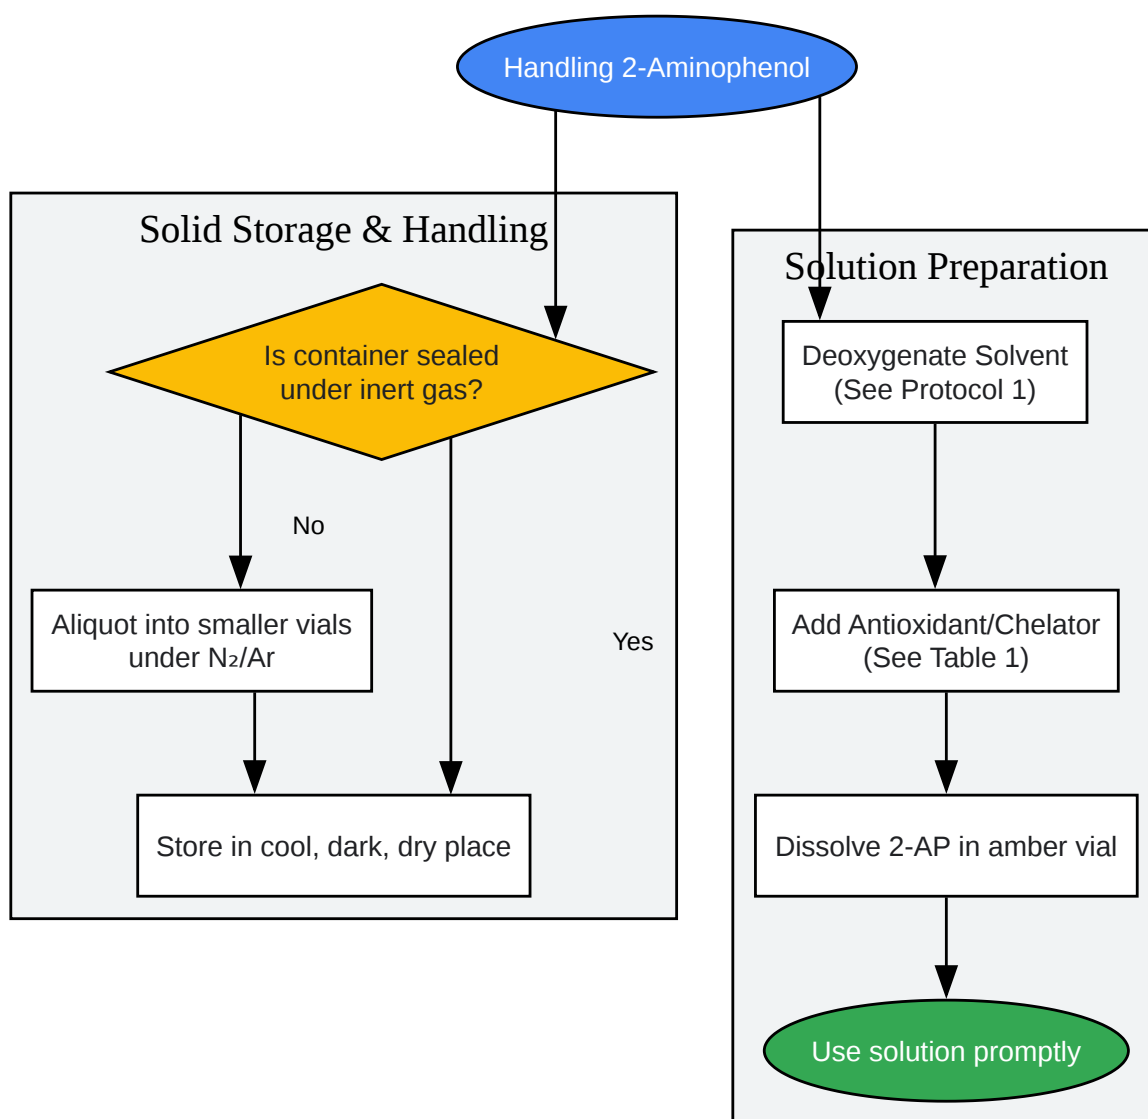 Handling 2-Aminophenol
Solid Storage & Handling
Is container sealed
under inert gas?
No
Yes
Aliquot into smaller vials
under N₂/Ar
Store in cool, dark, dry place
Solution Preparation
Deoxygenate Solvent
(See Protocol 1)
Add Antioxidant/Chelator
(See Table 1)
Dissolve 2-AP in amber vial
Use solution promptly